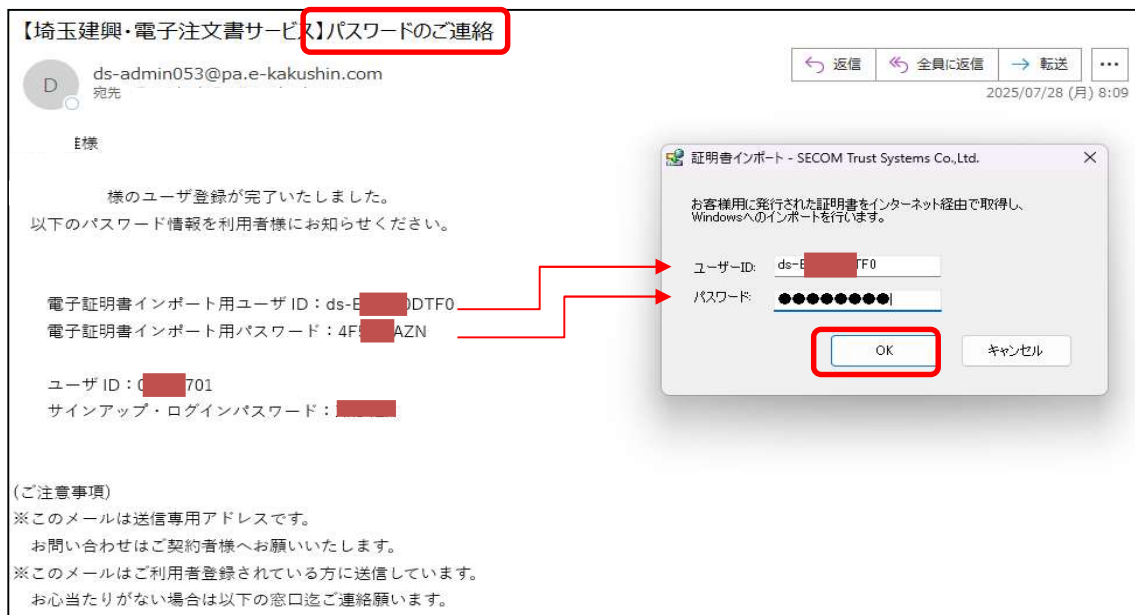 【埼玉建興・電子注文書サービス】パスワードのご連絡
D
ds-admin053@pa.e-kakushin.com
宛先
返信
全員に返信
転送
…
2025/07/28 (月) 8:09
様
様のユーザ登録が完了いたしました。
以下のパスワード情報を利用者様にお知らせください。
電子証明書インポート用ユーザ ID：ds-E DTF0
電子証明書インポート用パスワード：4F AZN
ユーザ ID：0 701
サインアップ・ログインパスワード：
証明書インポート - SECOM Trust Systems Co.,Ltd.
お客様用に発行された証明書をインターネット経由で取得し、
Windowsへのインポートを行います。
ユーザーID: ds-E TF0
パスワード: ●●●●●●●●
OK
キャンセル
(ご注意事項)
※このメールは送信専用アドレスです。
お問い合わせはご契約者様へお願いいたします。
※このメールはご利用者登録されている方に送信しています。
お心当たりがない場合は以下の窓口迄ご連絡願います。